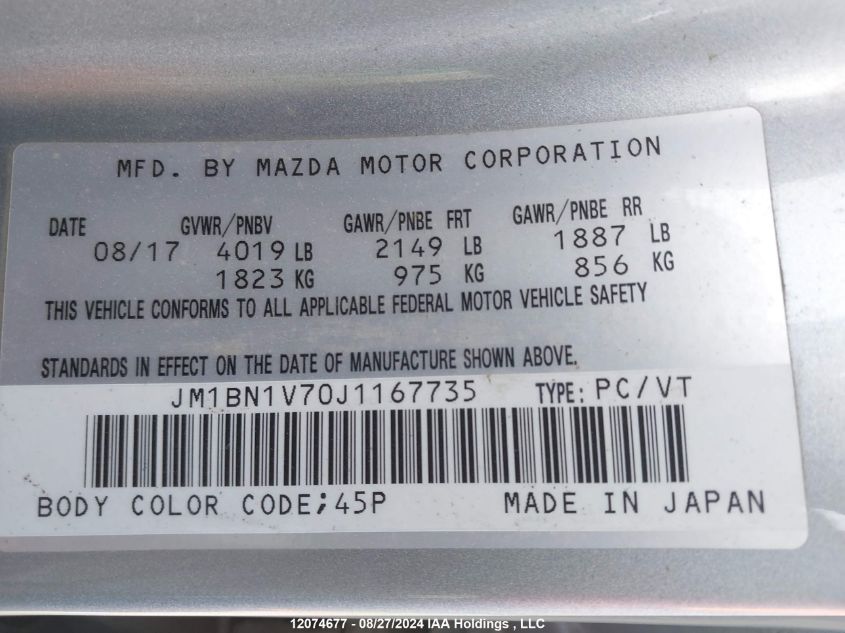 MFD. BY MAZDA MOTOR CORPORATION
DATE GVWR/PNBV GAWR/PNBE FRT GAWR/PNBE RR
08/17 4019 LB 2149 LB 1887 LB
1823 KG 975 KG 856 KG
THIS VEHICLE CONFORMS TO ALL APPLICABLE FEDERAL MOTOR VEHICLE SAFETY
STANDARDS IN EFFECT ON THE DATE OF MANUFACTURE SHOWN ABOVE.
JM1BN1V70J1167735 TYPE: PC/VT
BODY COLOR CODE;45P MADE IN JAPAN
12074677 - 08/27/2024 IAA Holdings , LLC